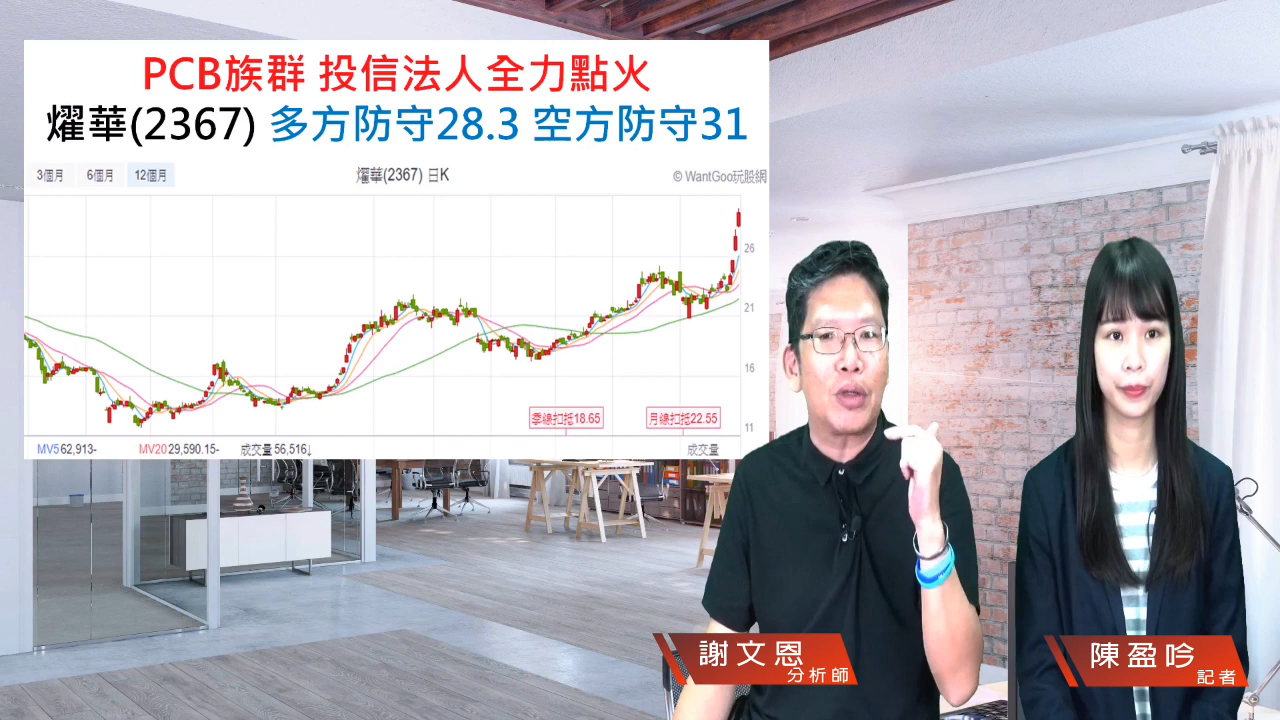 PCB族群 投信法人全力點火
燿華(2367) 多方防守28.3 空方防守31
3個月 6個月 12個月 燿華(2367) 日K © WantGoo玩股網
26
21
16
季線扣抵18.65 月線扣抵22.55
11
MV5 62,913- MV20 29,590.15- 成交量 56,516↓ 成交量
謝文恩
分析師
陳盈吟
記者